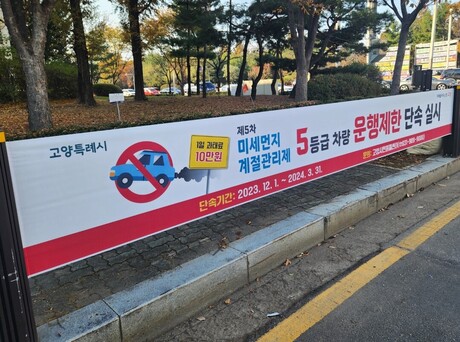 고양특례시
1일 과태료
10만원
제5차
미세먼지
계절관리제
5등급 차량 운행제한 단속 실시
단속기간: 2023. 12. 1. ~ 2024. 3. 31.